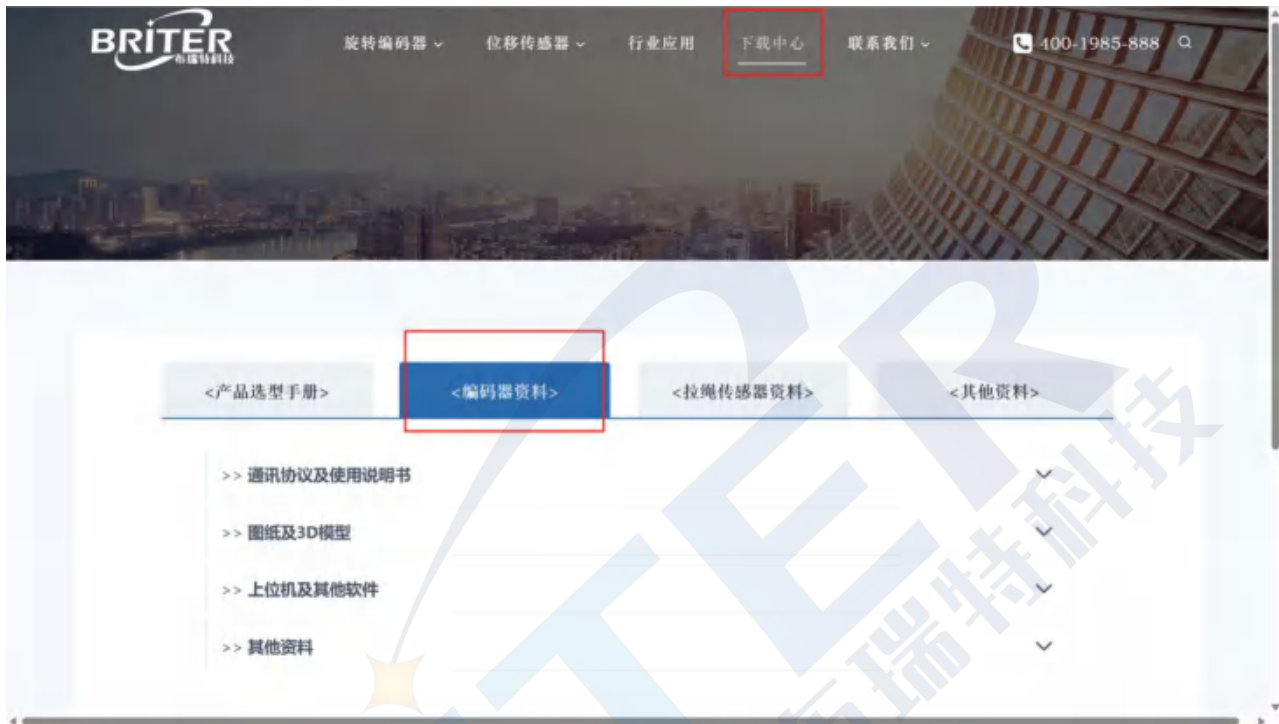 BRITER
布瑞特科技
旋转编码器 位移传感器 行业应用 下载中心 联系我们 400-1985-888
<产品选型手册> <编码器资料> <拉绳传感器资料> <其他资料>
>> 通讯协议及使用说明书
>> 图纸及3D模型
>> 上位机及其他软件
>> 其他资料